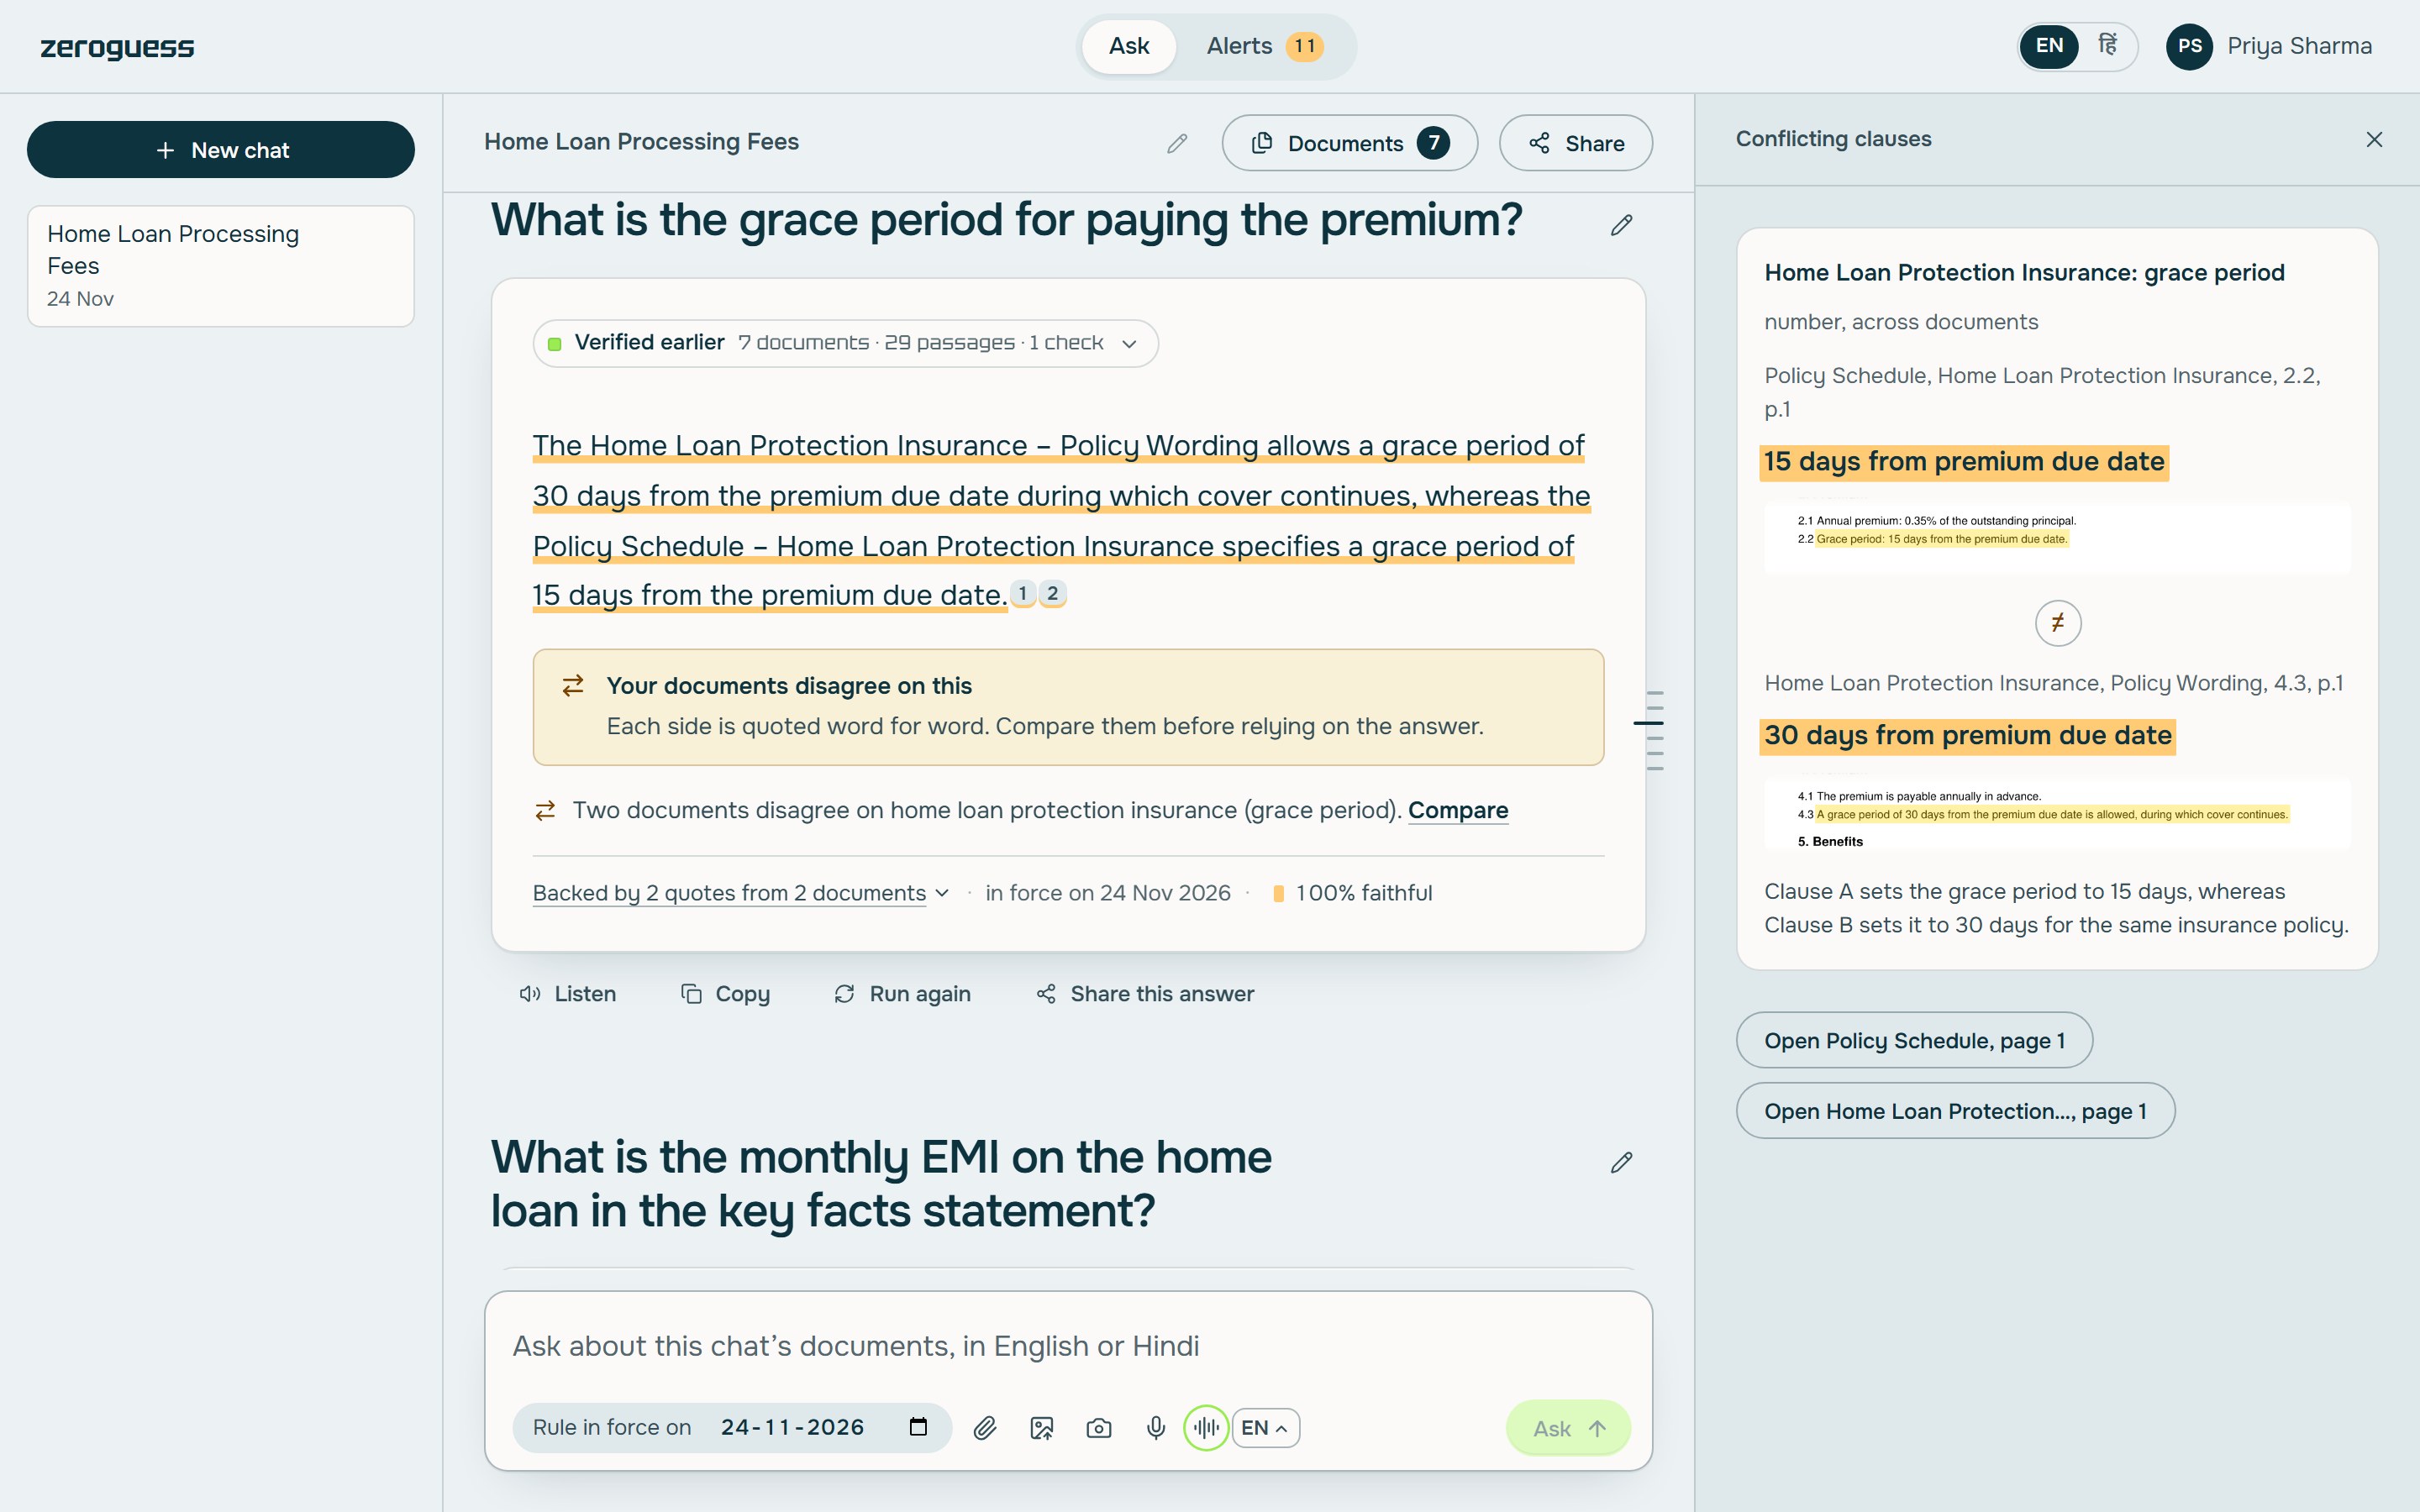 zeroguess
Ask
Alerts 11
EN हिं
PS Priya Sharma
+ New chat
Home Loan Processing
Fees
24 Nov
Home Loan Processing Fees
Documents 7
Share
What is the grace period for paying the premium?
Verified earlier 7 documents · 29 passages · 1 check
The Home Loan Protection Insurance – Policy Wording allows a grace period of
30 days from the premium due date during which cover continues, whereas the
Policy Schedule – Home Loan Protection Insurance specifies a grace period of
15 days from the premium due date. 1 2
Your documents disagree on this
Each side is quoted word for word. Compare them before relying on the answer.
Two documents disagree on home loan protection insurance (grace period). Compare
Backed by 2 quotes from 2 documents · in force on 24 Nov 2026 · 100% faithful
Listen
Copy
Run again
Share this answer
What is the monthly EMI on the home
loan in the key facts statement?
Ask about this chat’s documents, in English or Hindi
Rule in force on 24-11-2026
EN
Ask
Conflicting clauses
Home Loan Protection Insurance: grace period
number, across documents
Policy Schedule, Home Loan Protection Insurance, 2.2,
p.1
15 days from premium due date
2.1 Annual premium: 0.35% of the outstanding principal.
2.2 Grace period: 15 days from the premium due date.
≠
Home Loan Protection Insurance, Policy Wording, 4.3, p.1
30 days from premium due date
4.1 The premium is payable annually in advance.
4.3 A grace period of 30 days from the premium due date is allowed, during which cover continues.
5. Benefits
Clause A sets the grace period to 15 days, whereas
Clause B sets it to 30 days for the same insurance policy.
Open Policy Schedule, page 1
Open Home Loan Protection…, page 1